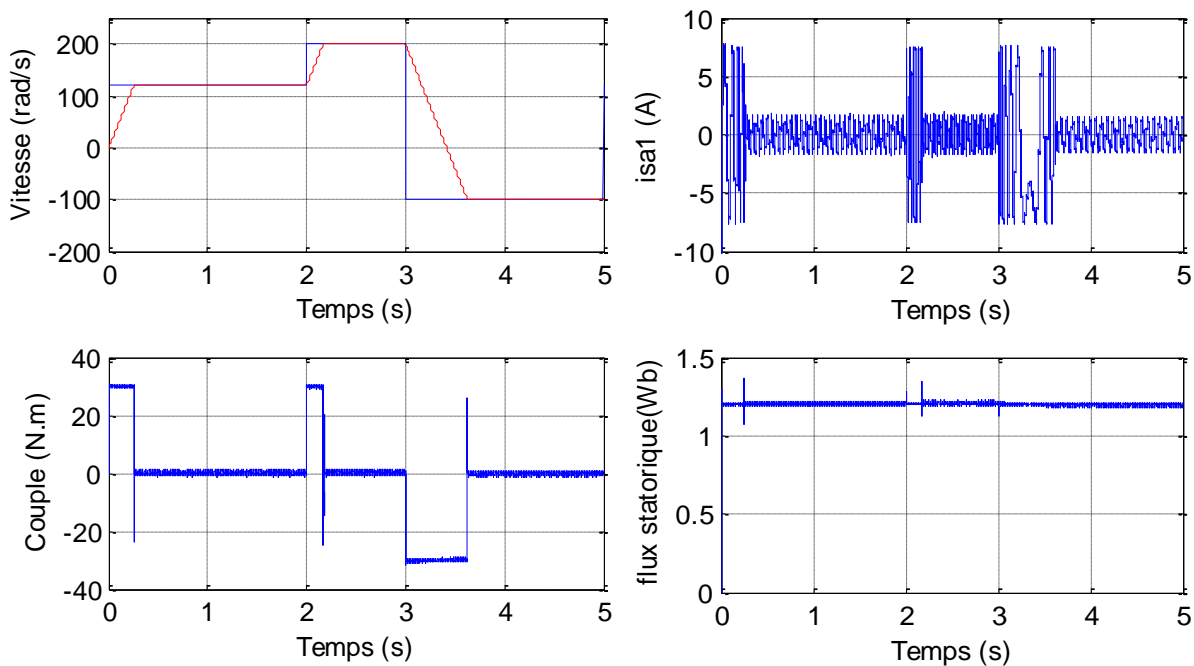 Vitesse (rad/s)
200
100
0
-100
-200
0 1 2 3 4 5
Temps (s)
isa1 (A)
10
5
0
-5
-10
0 1 2 3 4 5
Temps (s)
Couple (N.m)
40
20
0
-20
-40
0 1 2 3 4 5
Temps (s)
flux statorique(Wb)
1.5
1
0.5
0
0 1 2 3 4 5
Temps (s)